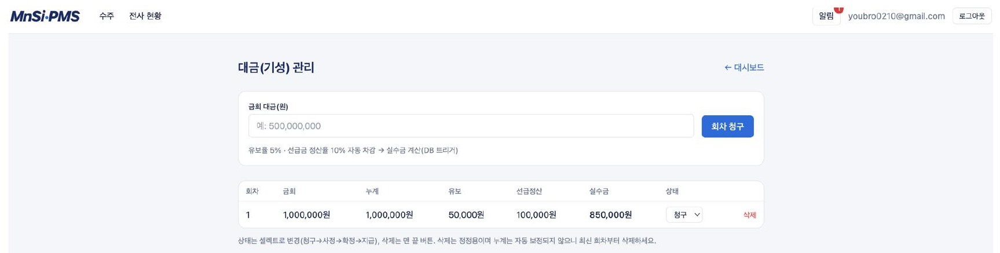 MnSi•PMS 수주 전사 현황 알림 1 youbro0210@gmail.com 로그아웃
대금(기성) 관리 ← 대시보드
금회 대금(원)
예: 500,000,000 회차 청구
유보율 5% · 선급금 정산율 10% 자동 차감 → 실수금 계산(DB 트리거)
회차 금회 누계 유보 선급정산 실수금 상태
1 1,000,000원 1,000,000원 50,000원 100,000원 850,000원 청구 삭제
상태는 셀렉트로 변경(청구→사정→확정→지급), 삭제는 맨 끝 버튼. 삭제는 정정용이며 누계는 자동 보정되지 않으니 최신 회차부터 삭제하세요.